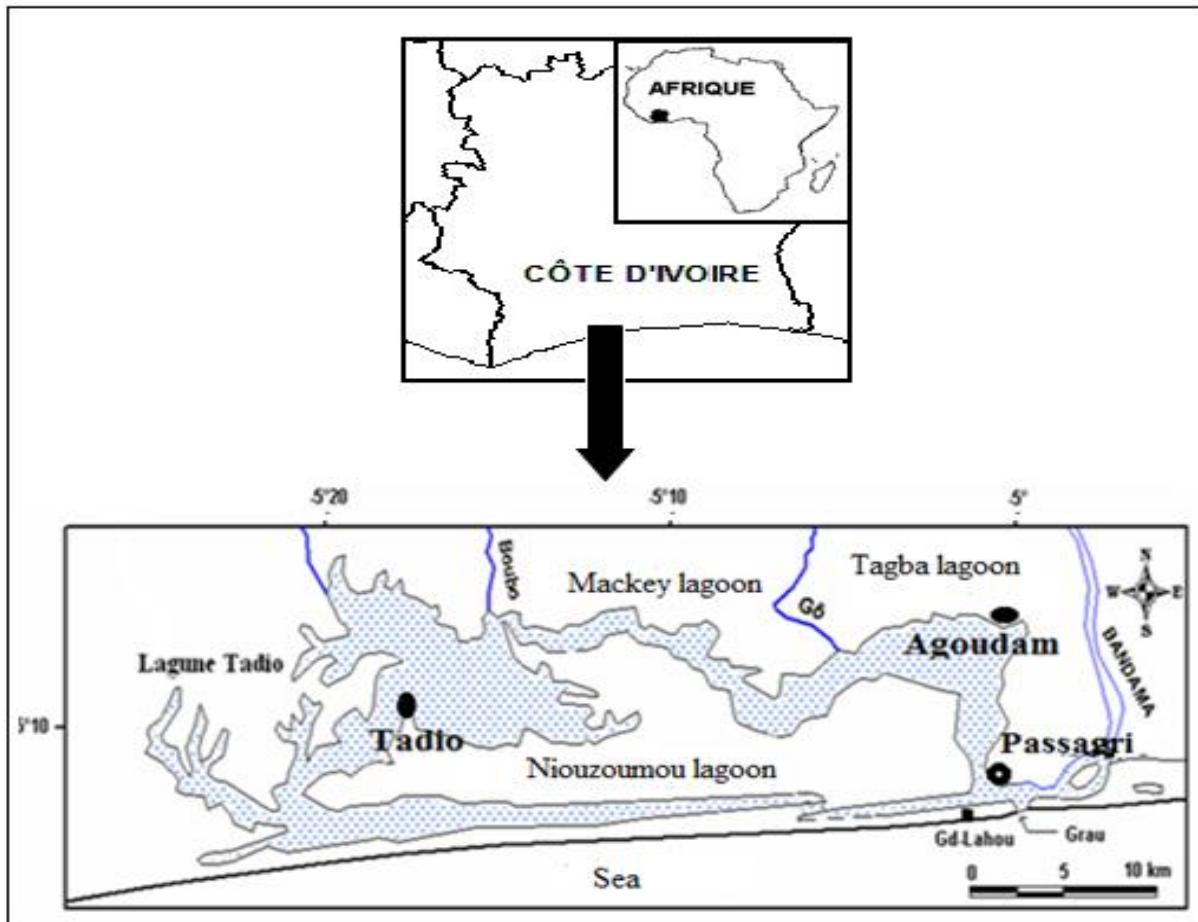 AFRIQUE
CÔTE D'IVOIRE
5°20
5°10
5°
Boubo
Mackey lagoon
Tagba lagoon
Gô
N
W
E
S
Agoudam
BANDAMA
Lagune Tadio
5°10
Tadio
Passagri
Niouzoumou lagoon
Gd-Lahou
Grau
Sea
0
5
10 km